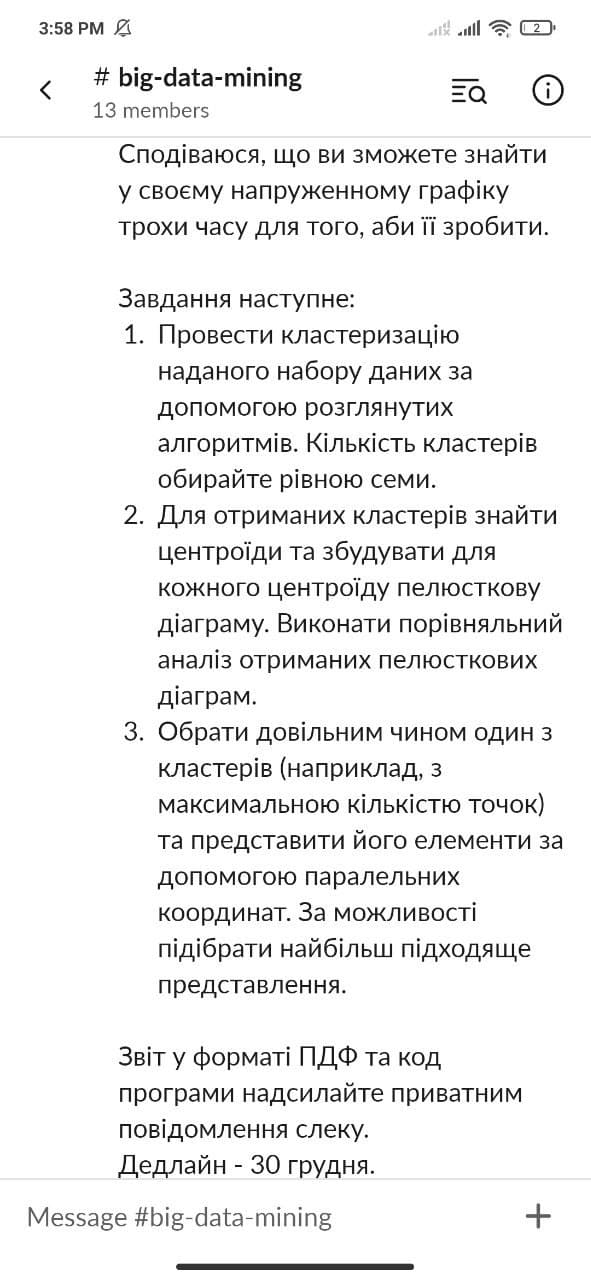 3:58 PM
2
# big-data-mining
13 members
Сподіваюся, що ви зможете знайти
у своєму напруженному графіку
трохи часу для того, аби її зробити.
Завдання наступне:
1. Провести кластеризацію
наданого набору даних за
допомогою розглянутих
алгоритмів. Кількість кластерів
обирайте рівною семи.
2. Для отриманих кластерів знайти
центроїди та збудувати для
кожного центроїду пелюсткову
діаграму. Виконати порівняльний
аналіз отриманих пелюсткових
діаграм.
3. Обрати довільним чином один з
кластерів (наприклад, з
максимальною кількістю точок)
та представити його елементи за
допомогою паралельних
координат. За можливості
підібрати найбільш підходяще
представлення.
Звіт у форматі ПДФ та код
програми надсилайте приватним
повідомлення слеку.
Дедлайн - 30 грудня.
Message #big-data-mining